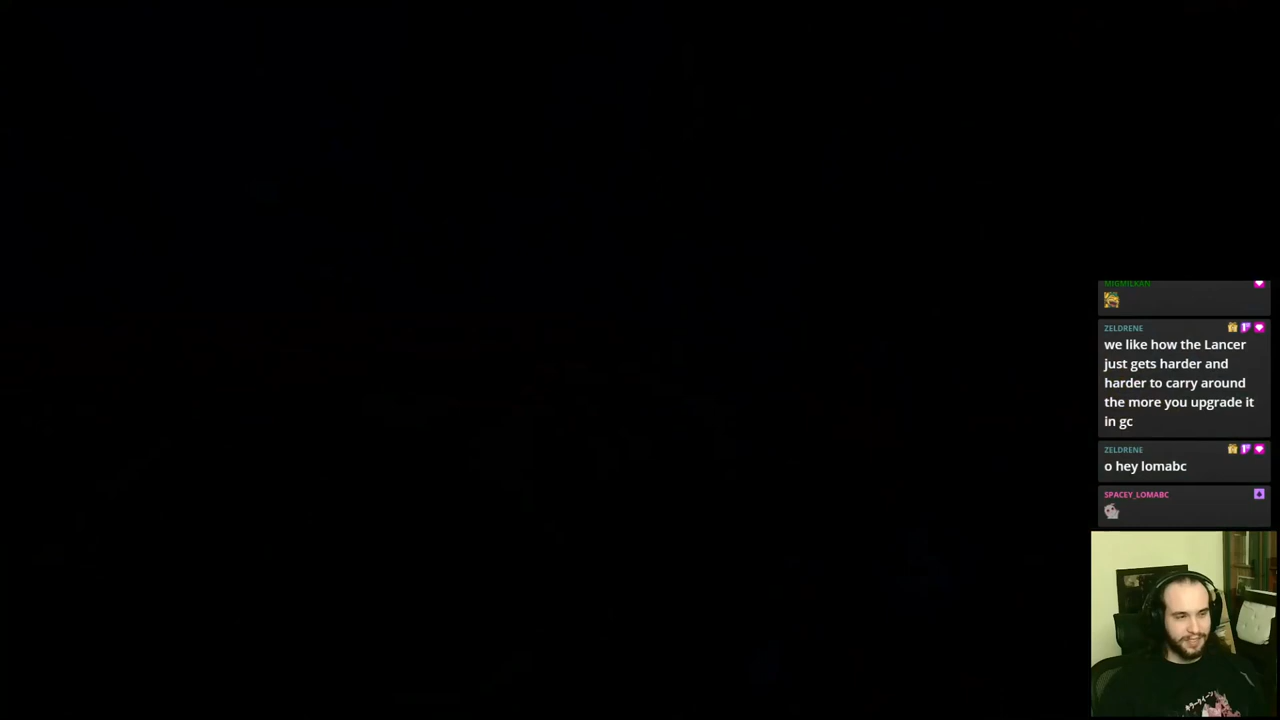 MIGMILKAN
ZELDRENE
we like how the Lancer
just gets harder and
harder to carry around
the more you upgrade it
in gc
ZELDRENE
o hey lomabc
SPACEY_LOMABC